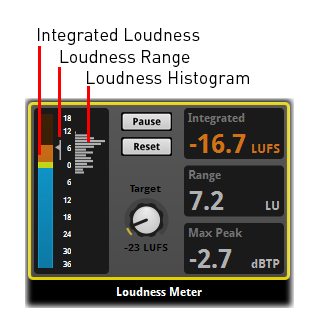 Integrated Loudness
Loudness Range
Loudness Histogram
18
12
6
0
6
12
18
24
30
36
Pause
Reset
Target
-23 LUFS
Integrated
-16.7 LUFS
Range
7.2 LU
Max Peak
-2.7 dBTP
Loudness Meter